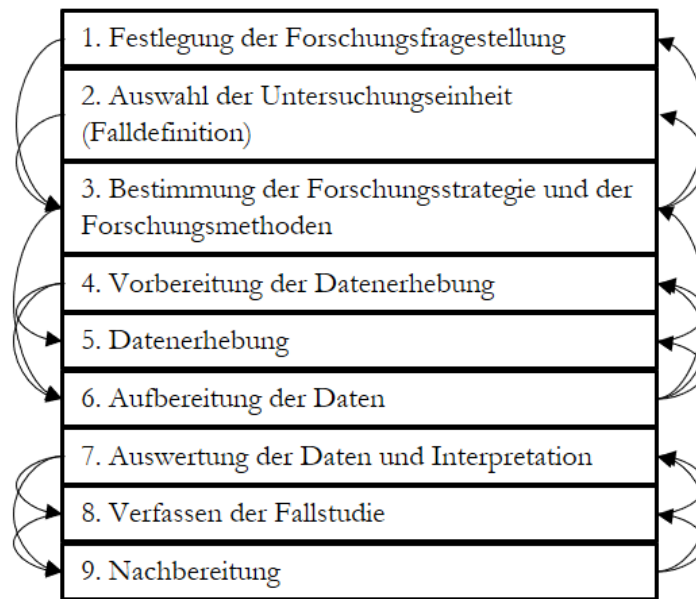 1. Festlegung der Forschungsfragestellung
2. Auswahl der Untersuchungseinheit
(Falldefinition)
3. Bestimmung der Forschungsstrategie und der
Forschungsmethoden
4. Vorbereitung der Datenerhebung
5. Datenerhebung
6. Aufbereitung der Daten
7. Auswertung der Daten und Interpretation
8. Verfassen der Fallstudie
9. Nachbereitung